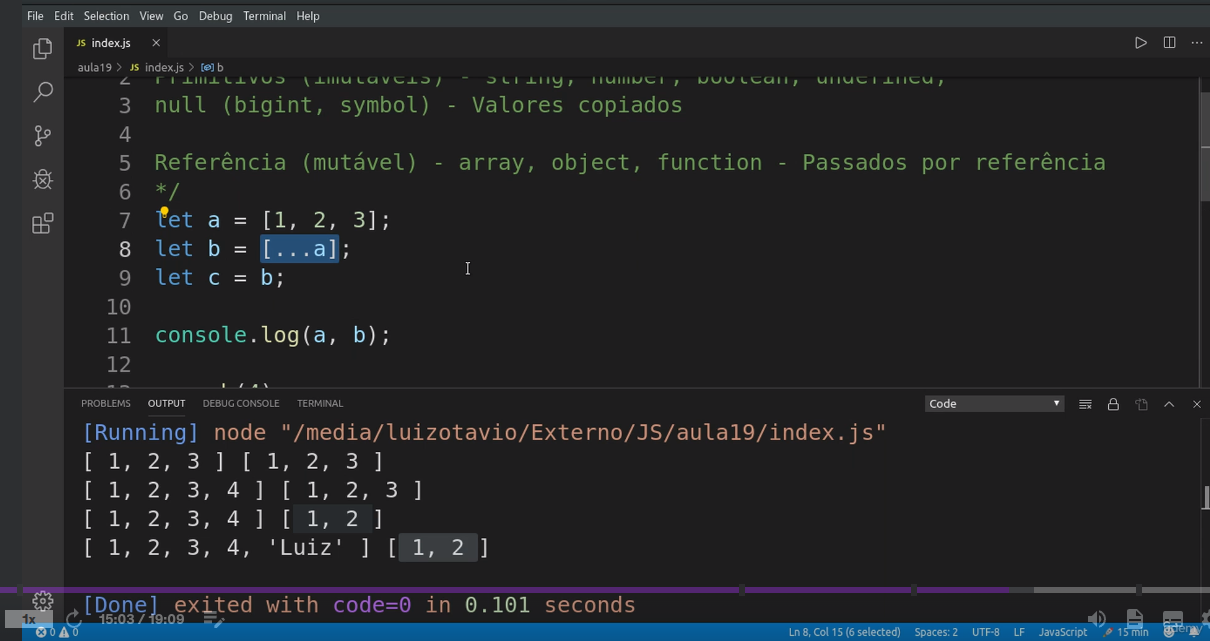 File Edit Selection View Go Debug Terminal Help
JS index.js
aula19 > JS index.js > b
2 Primitivos (imutáveis) - string, number, boolean, undefined,
3 null (bigint, symbol) - Valores copiados
4
5 Referência (mutável) - array, object, function - Passados por referência
6 */
7 let a = [1, 2, 3];
8 let b = [...a];
9 let c = b;
10
11 console.log(a, b);
12
PROBLEMS OUTPUT DEBUG CONSOLE TERMINAL Code
[Running] node "/media/luizotavio/Externo/JS/aula19/index.js"
[ 1, 2, 3 ] [ 1, 2, 3 ]
[ 1, 2, 3, 4 ] [ 1, 2, 3 ]
[ 1, 2, 3, 4 ] [ 1, 2 ]
[ 1, 2, 3, 4, 'Luiz' ] [ 1, 2 ]
[Done] exited with code=0 in 0.101 seconds
1x 15:03 / 19:09
0 0 Ln 8, Col 15 (6 selected) Spaces: 2 UTF-8 LF JavaScript 15 min